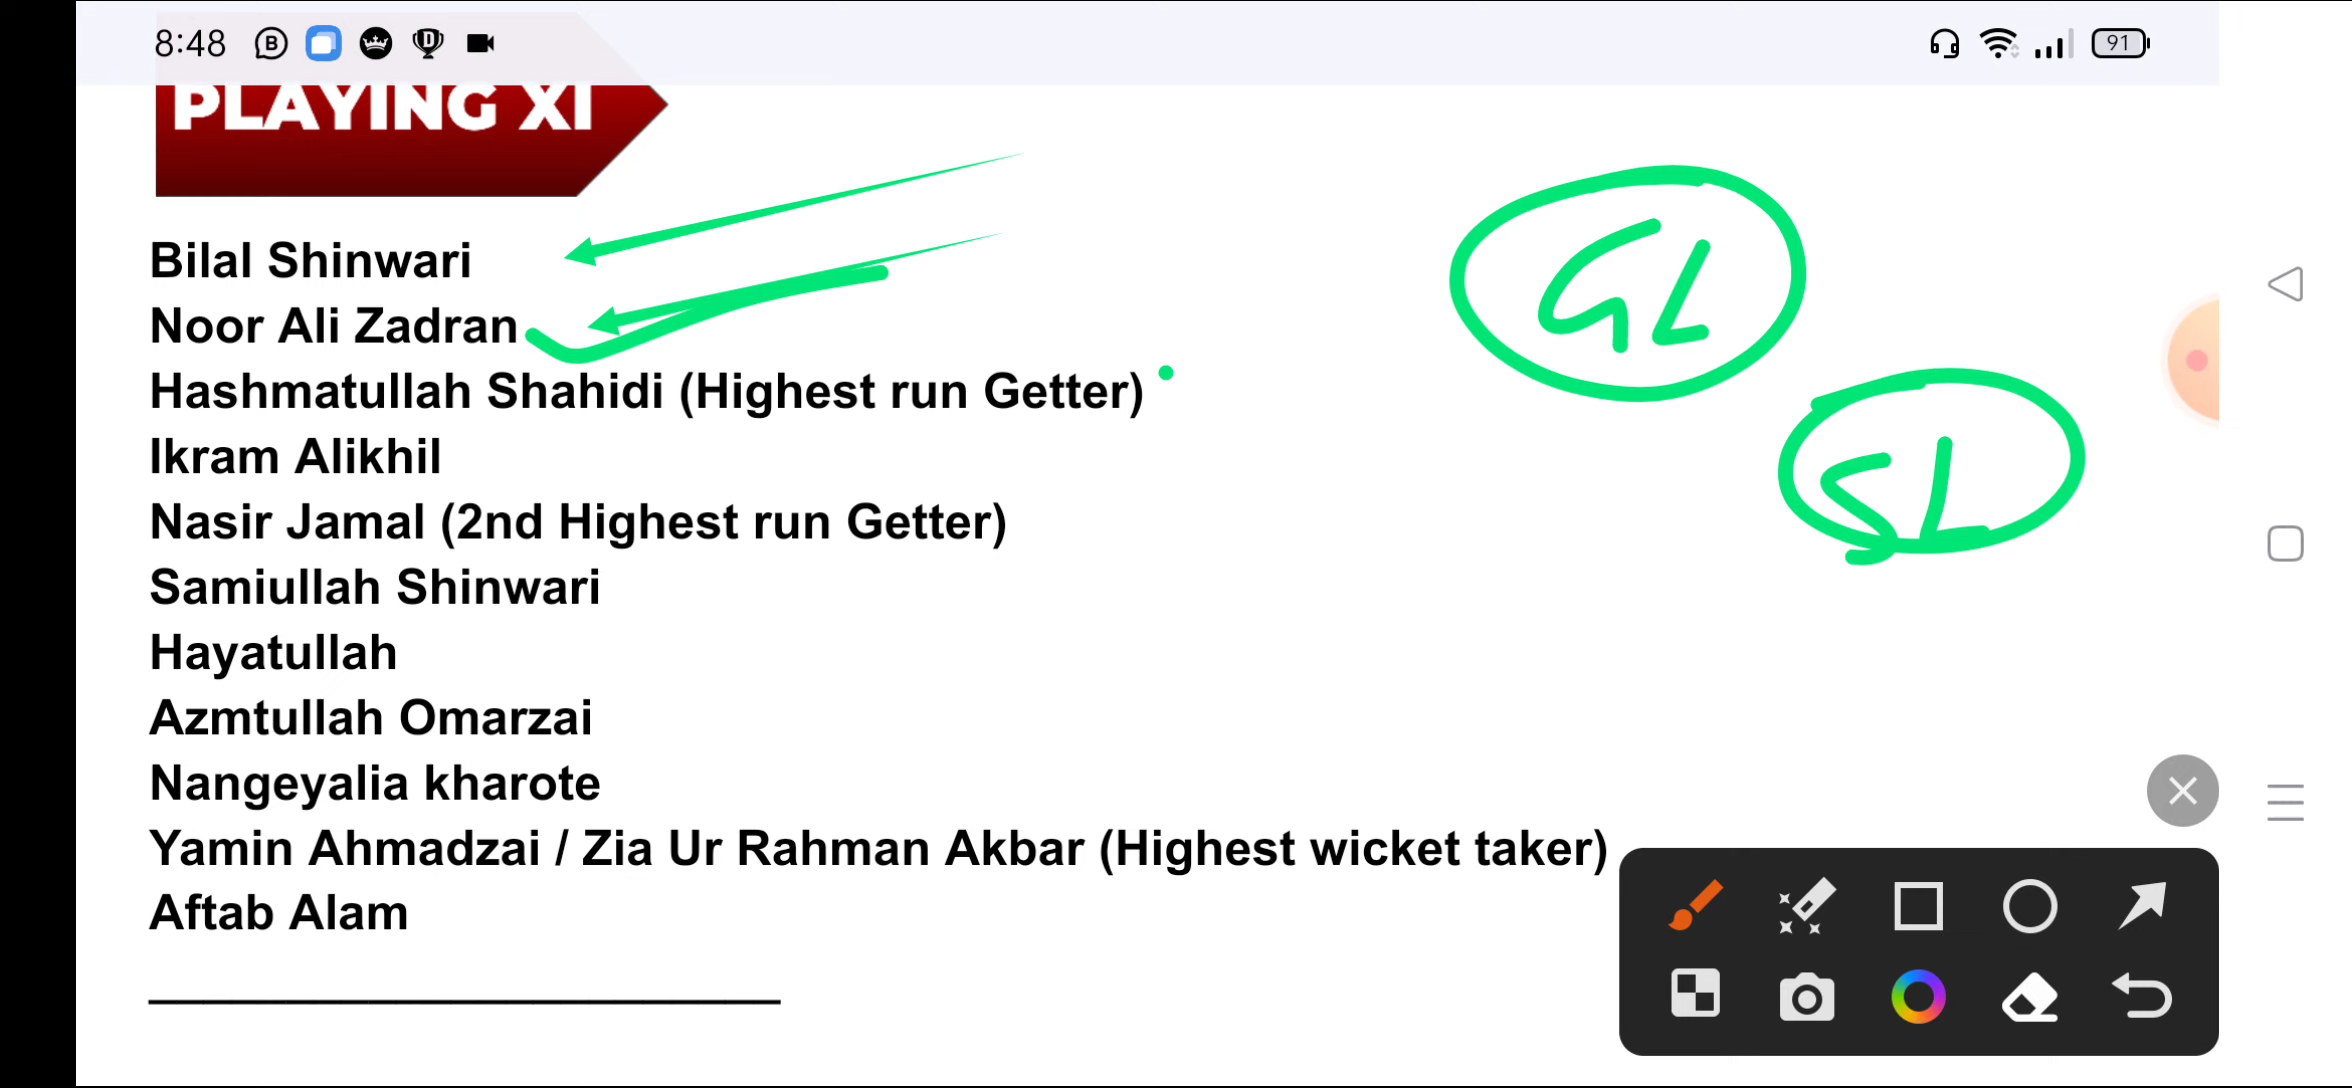 8:48
91
PLAYING XI
Bilal Shinwari
Noor Ali Zadran
Hashmatullah Shahidi (Highest run Getter)
Ikram Alikhil
Nasir Jamal (2nd Highest run Getter)
Samiullah Shinwari
Hayatullah
Azmtullah Omarzai
Nangeyalia kharote
Yamin Ahmadzai / Zia Ur Rahman Akbar (Highest wicket taker)
Aftab Alam
GL
SL